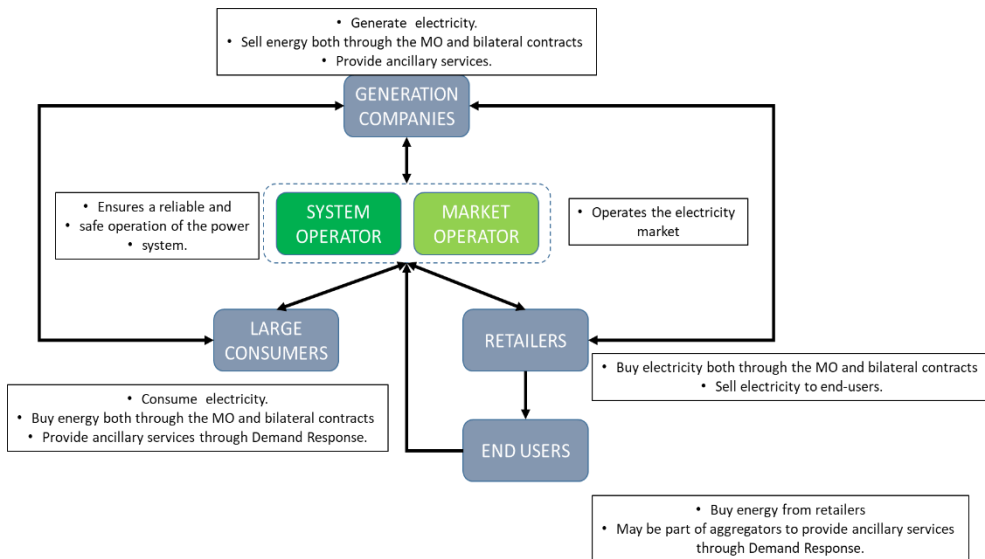 • Generate electricity.
• Sell energy both through the MO and bilateral contracts
• Provide ancillary services.
GENERATION
COMPANIES
• Ensures a reliable and
• safe operation of the power
• system.
SYSTEM
OPERATOR
MARKET
OPERATOR
• Operates the electricity
market
LARGE
CONSUMERS
RETAILERS
• Buy electricity both through the MO and bilateral contracts
• Sell electricity to end-users.
• Consume electricity.
• Buy energy both through the MO and bilateral contracts
• Provide ancillary services through Demand Response.
END USERS
• Buy energy from retailers
• May be part of aggregators to provide ancillary services
through Demand Response.